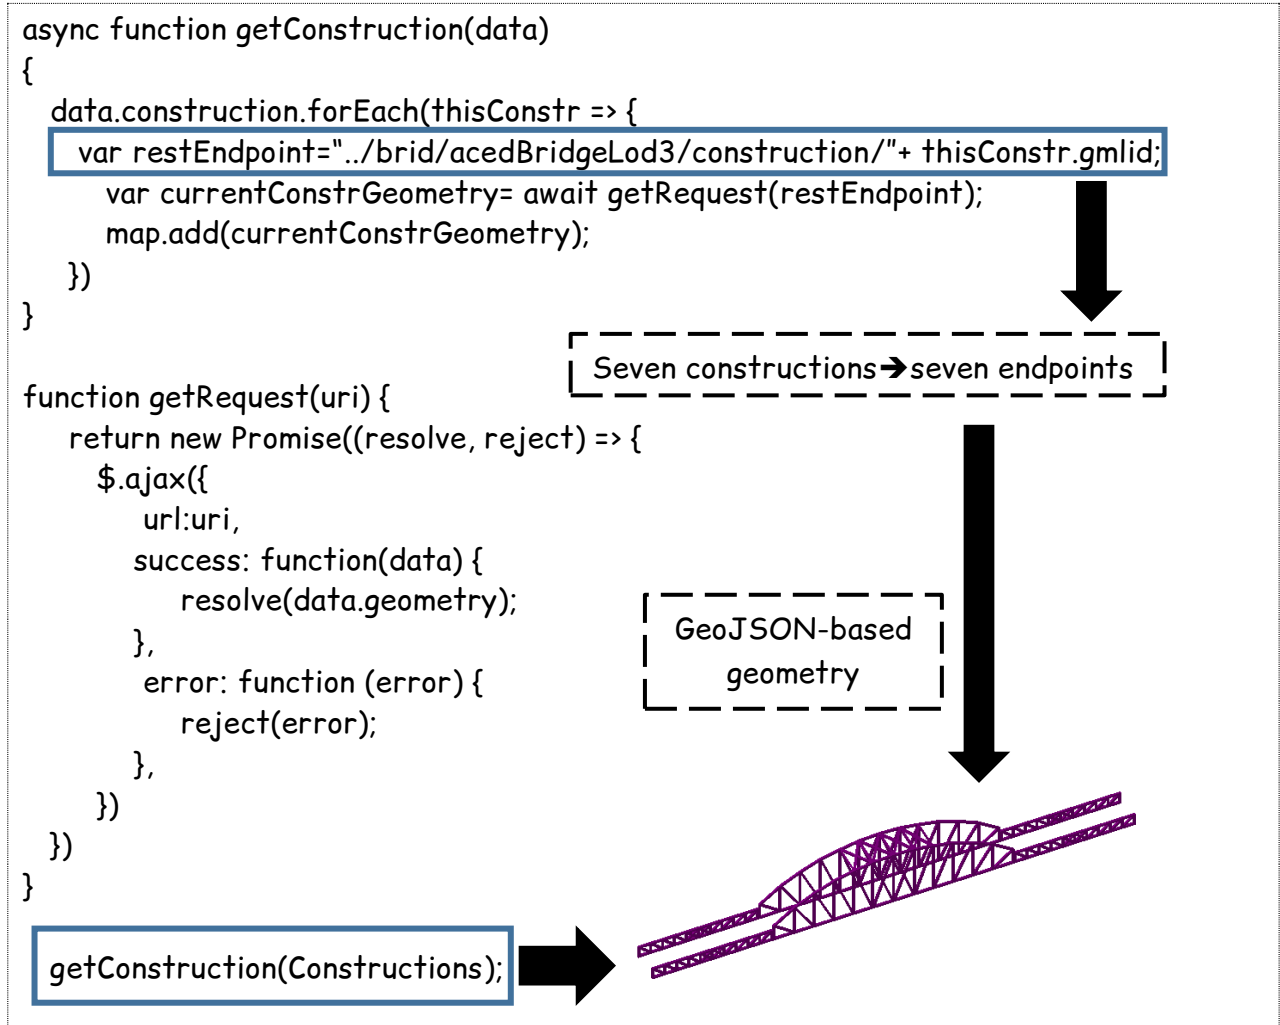 async function getConstruction(data)
{
data.construction.forEach(thisConstr => {
var restEndpoint="../brid/acedBridgeLod3/construction/"+ thisConstr.gmlid;
var currentConstrGeometry= await getRequest(restEndpoint);
map.add(currentConstrGeometry);
})
}
Seven constructions➔seven endpoints
function getRequest(uri) {
return new Promise((resolve, reject) => {
$.ajax({
url:uri,
success: function(data) {
resolve(data.geometry);
},
error: function (error) {
reject(error);
},
})
})
}
GeoJSON-based
geometry
getConstruction(Constructions);